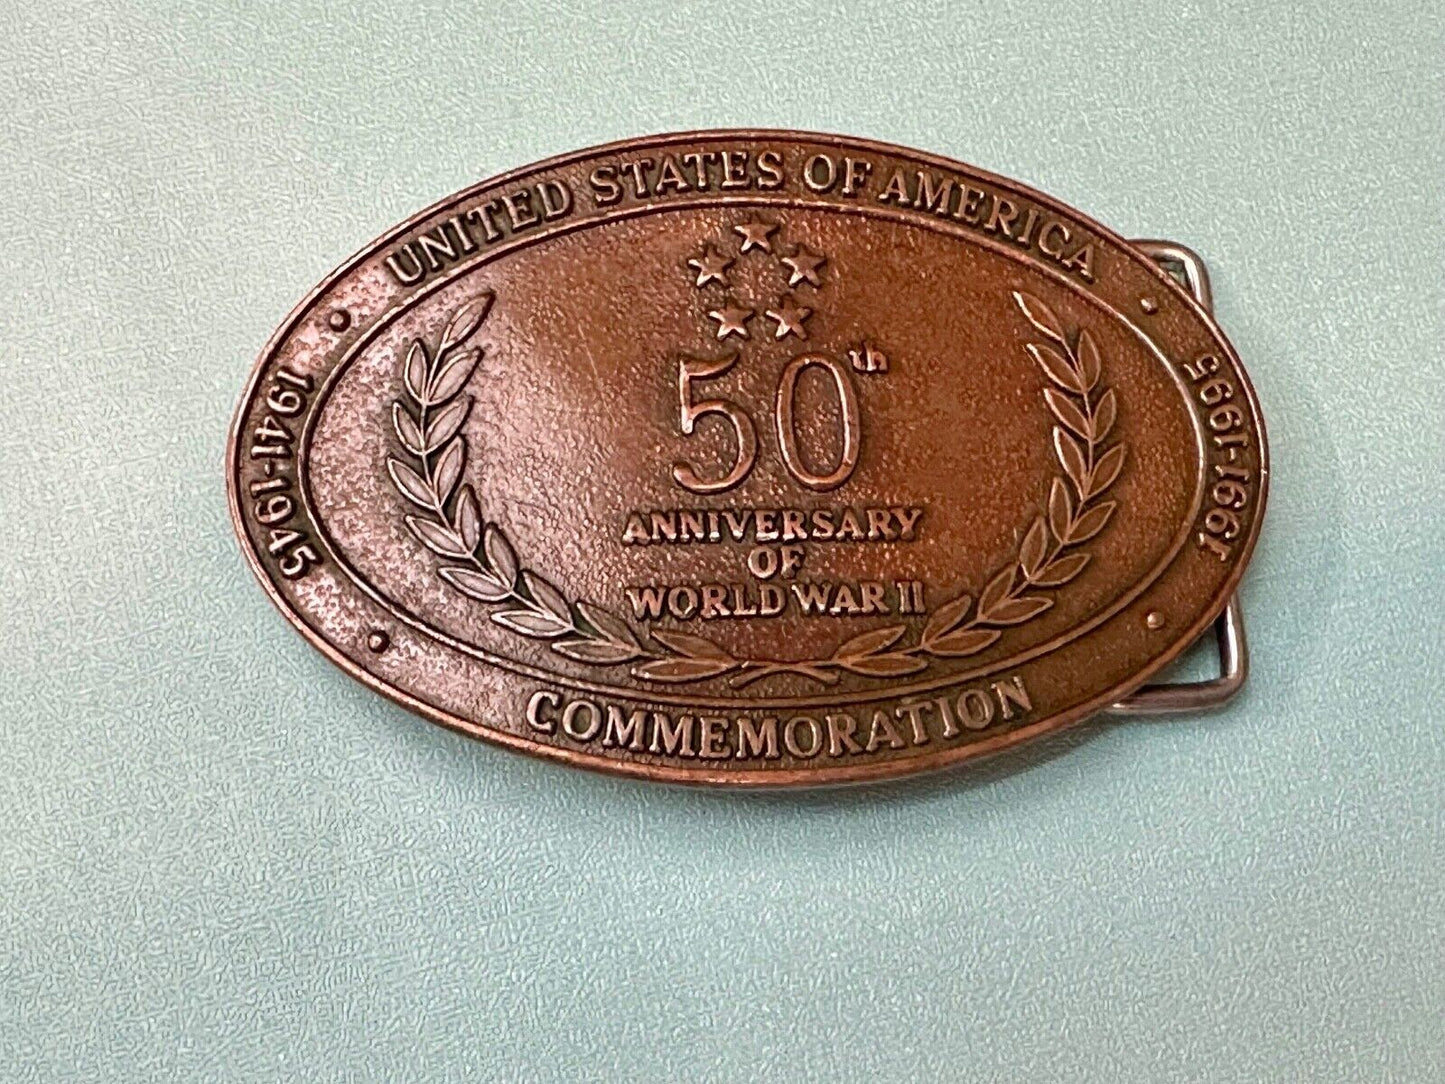 UNITED STATES OF AMERICA
1941-1945
1991-1995
50th
ANNIVERSARY
OF
WORLD WAR II
COMMEMORATION